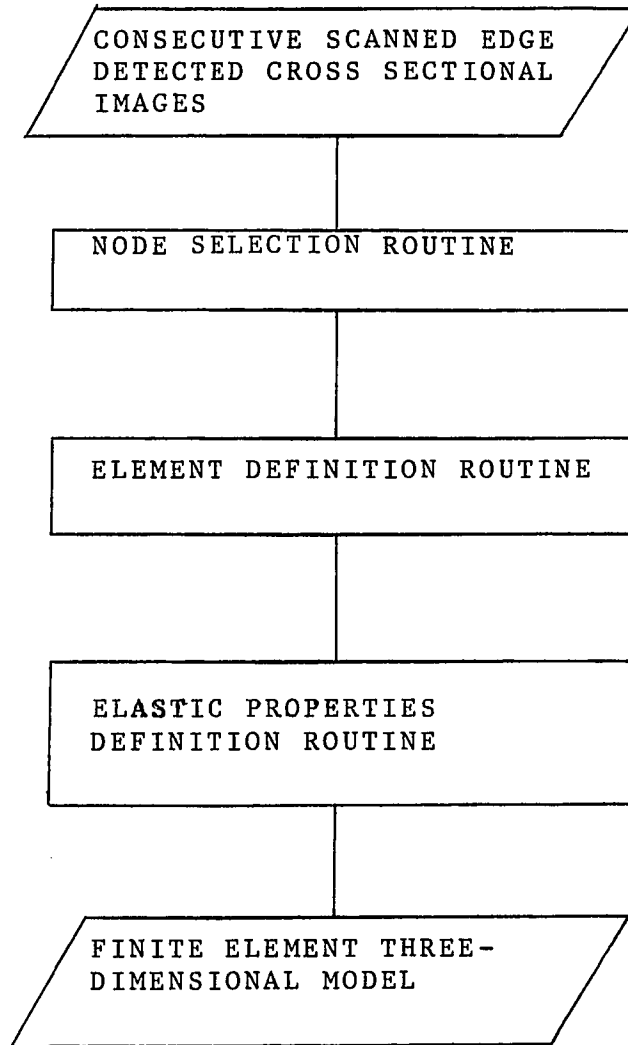 CONSECUTIVE SCANNED EDGE
DETECTED CROSS SECTIONAL
IMAGES
NODE SELECTION ROUTINE
ELEMENT DEFINITION ROUTINE
ELASTIC PROPERTIES
DEFINITION ROUTINE
FINITE ELEMENT THREE-
DIMENSIONAL MODEL